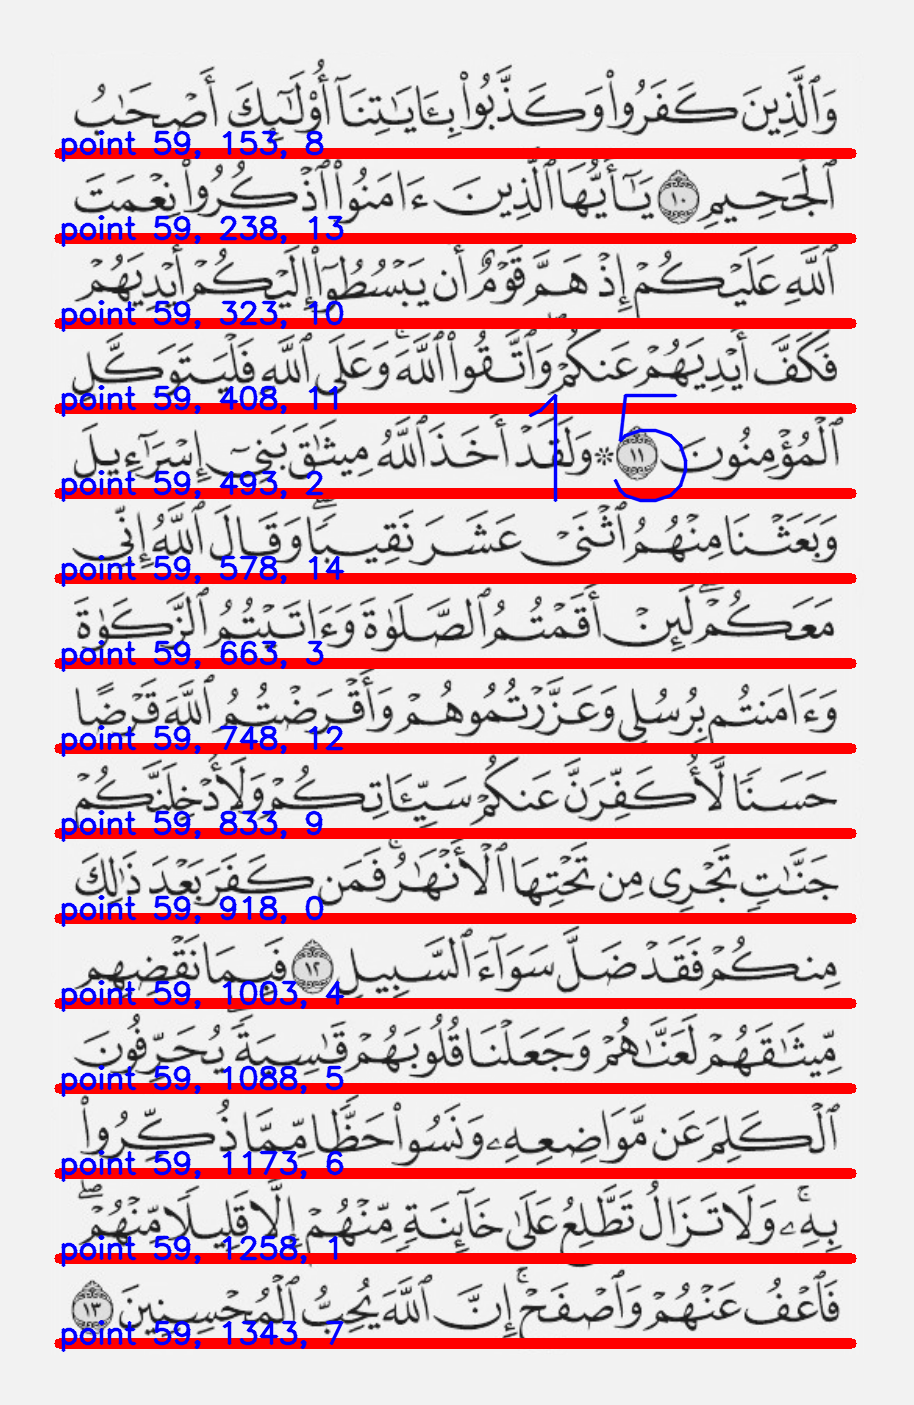 وَٱلَّذِينَ كَفَرُوا۟ وَكَذَّبُوا۟ بِـَٔايَـٰتِنَآ أُو۟لَـٰٓئِكَ أَصْحَـٰبُ
point 59, 153, 8
ٱلْجَحِيمِ ١٠ يَـٰٓأَيُّهَا ٱلَّذِينَ ءَامَنُوا۟ ٱذْكُرُوا۟ نِعْمَتَ
point 59, 238, 13
ٱللَّهِ عَلَيْكُمْ إِذْ هَمَّ قَوْمٌ أَن يَبْسُطُوٓا۟ إِلَيْكُمْ أَيْدِيَهُمْ
point 59, 323, 10
فَكَفَّ أَيْدِيَهُمْ عَنكُمْ ۖ وَٱتَّقُوا۟ ٱللَّهَ ۚ وَعَلَى ٱللَّهِ فَلْيَتَوَكَّلِ
point 59, 408, 11
15
ٱلْمُؤْمِنُونَ ١١ ۞ وَلَقَدْ أَخَذَ ٱللَّهُ مِيثَـٰقَ بَنِىٓ إِسْرَٰٓءِيلَ
point 59, 493, 2
وَبَعَثْنَا مِنْهُمُ ٱثْنَىْ عَشَرَ نَقِيبًا ۖ وَقَالَ ٱللَّهُ إِنِّى
point 59, 578, 14
مَعَكُمْ ۖ لَئِنْ أَقَمْتُمُ ٱلصَّلَوٰةَ وَءَاتَيْتُمُ ٱلزَّكَوٰةَ
point 59, 663, 3
وَءَامَنتُم بِرُسُلِى وَعَزَّرْتُمُوهُمْ وَأَقْرَضْتُمُ ٱللَّهَ قَرْضًا
point 59, 748, 12
حَسَنًا لَّأُكَفِّرَنَّ عَنكُمْ سَيِّـَٔاتِكُمْ وَلَأُدْخِلَنَّكُمْ
point 59, 833, 9
جَنَّـٰتٍ تَجْرِى مِن تَحْتِهَا ٱلْأَنْهَـٰرُ ۚ فَمَن كَفَرَ بَعْدَ ذَٰلِكَ
point 59, 918, 0
مِنكُمْ فَقَدْ ضَلَّ سَوَآءَ ٱلسَّبِيلِ ١٢ فَبِمَا نَقْضِهِم
point 59, 1003, 4
مِّيثَـٰقَهُمْ لَعَنَّـٰهُمْ وَجَعَلْنَا قُلُوبَهُمْ قَـٰسِيَةً ۖ يُحَرِّفُونَ
point 59, 1088, 5
ٱلْكَلِمَ عَن مَّوَاضِعِهِۦ وَنَسُوا۟ حَظًّا مِّمَّا ذُكِّرُوا۟
point 59, 1173, 6
بِهِۦ ۚ وَلَا تَزَالُ تَطَّلِعُ عَلَىٰ خَآئِنَةٍ مِّنْهُمْ إِلَّا قَلِيلًا مِّنْهُمْ ۖ
point 59, 1258, 1
فَٱعْفُ عَنْهُمْ وَٱصْفَحْ ۚ إِنَّ ٱللَّهَ يُحِبُّ ٱلْمُحْسِنِينَ ١٣
point 59, 1343, 7